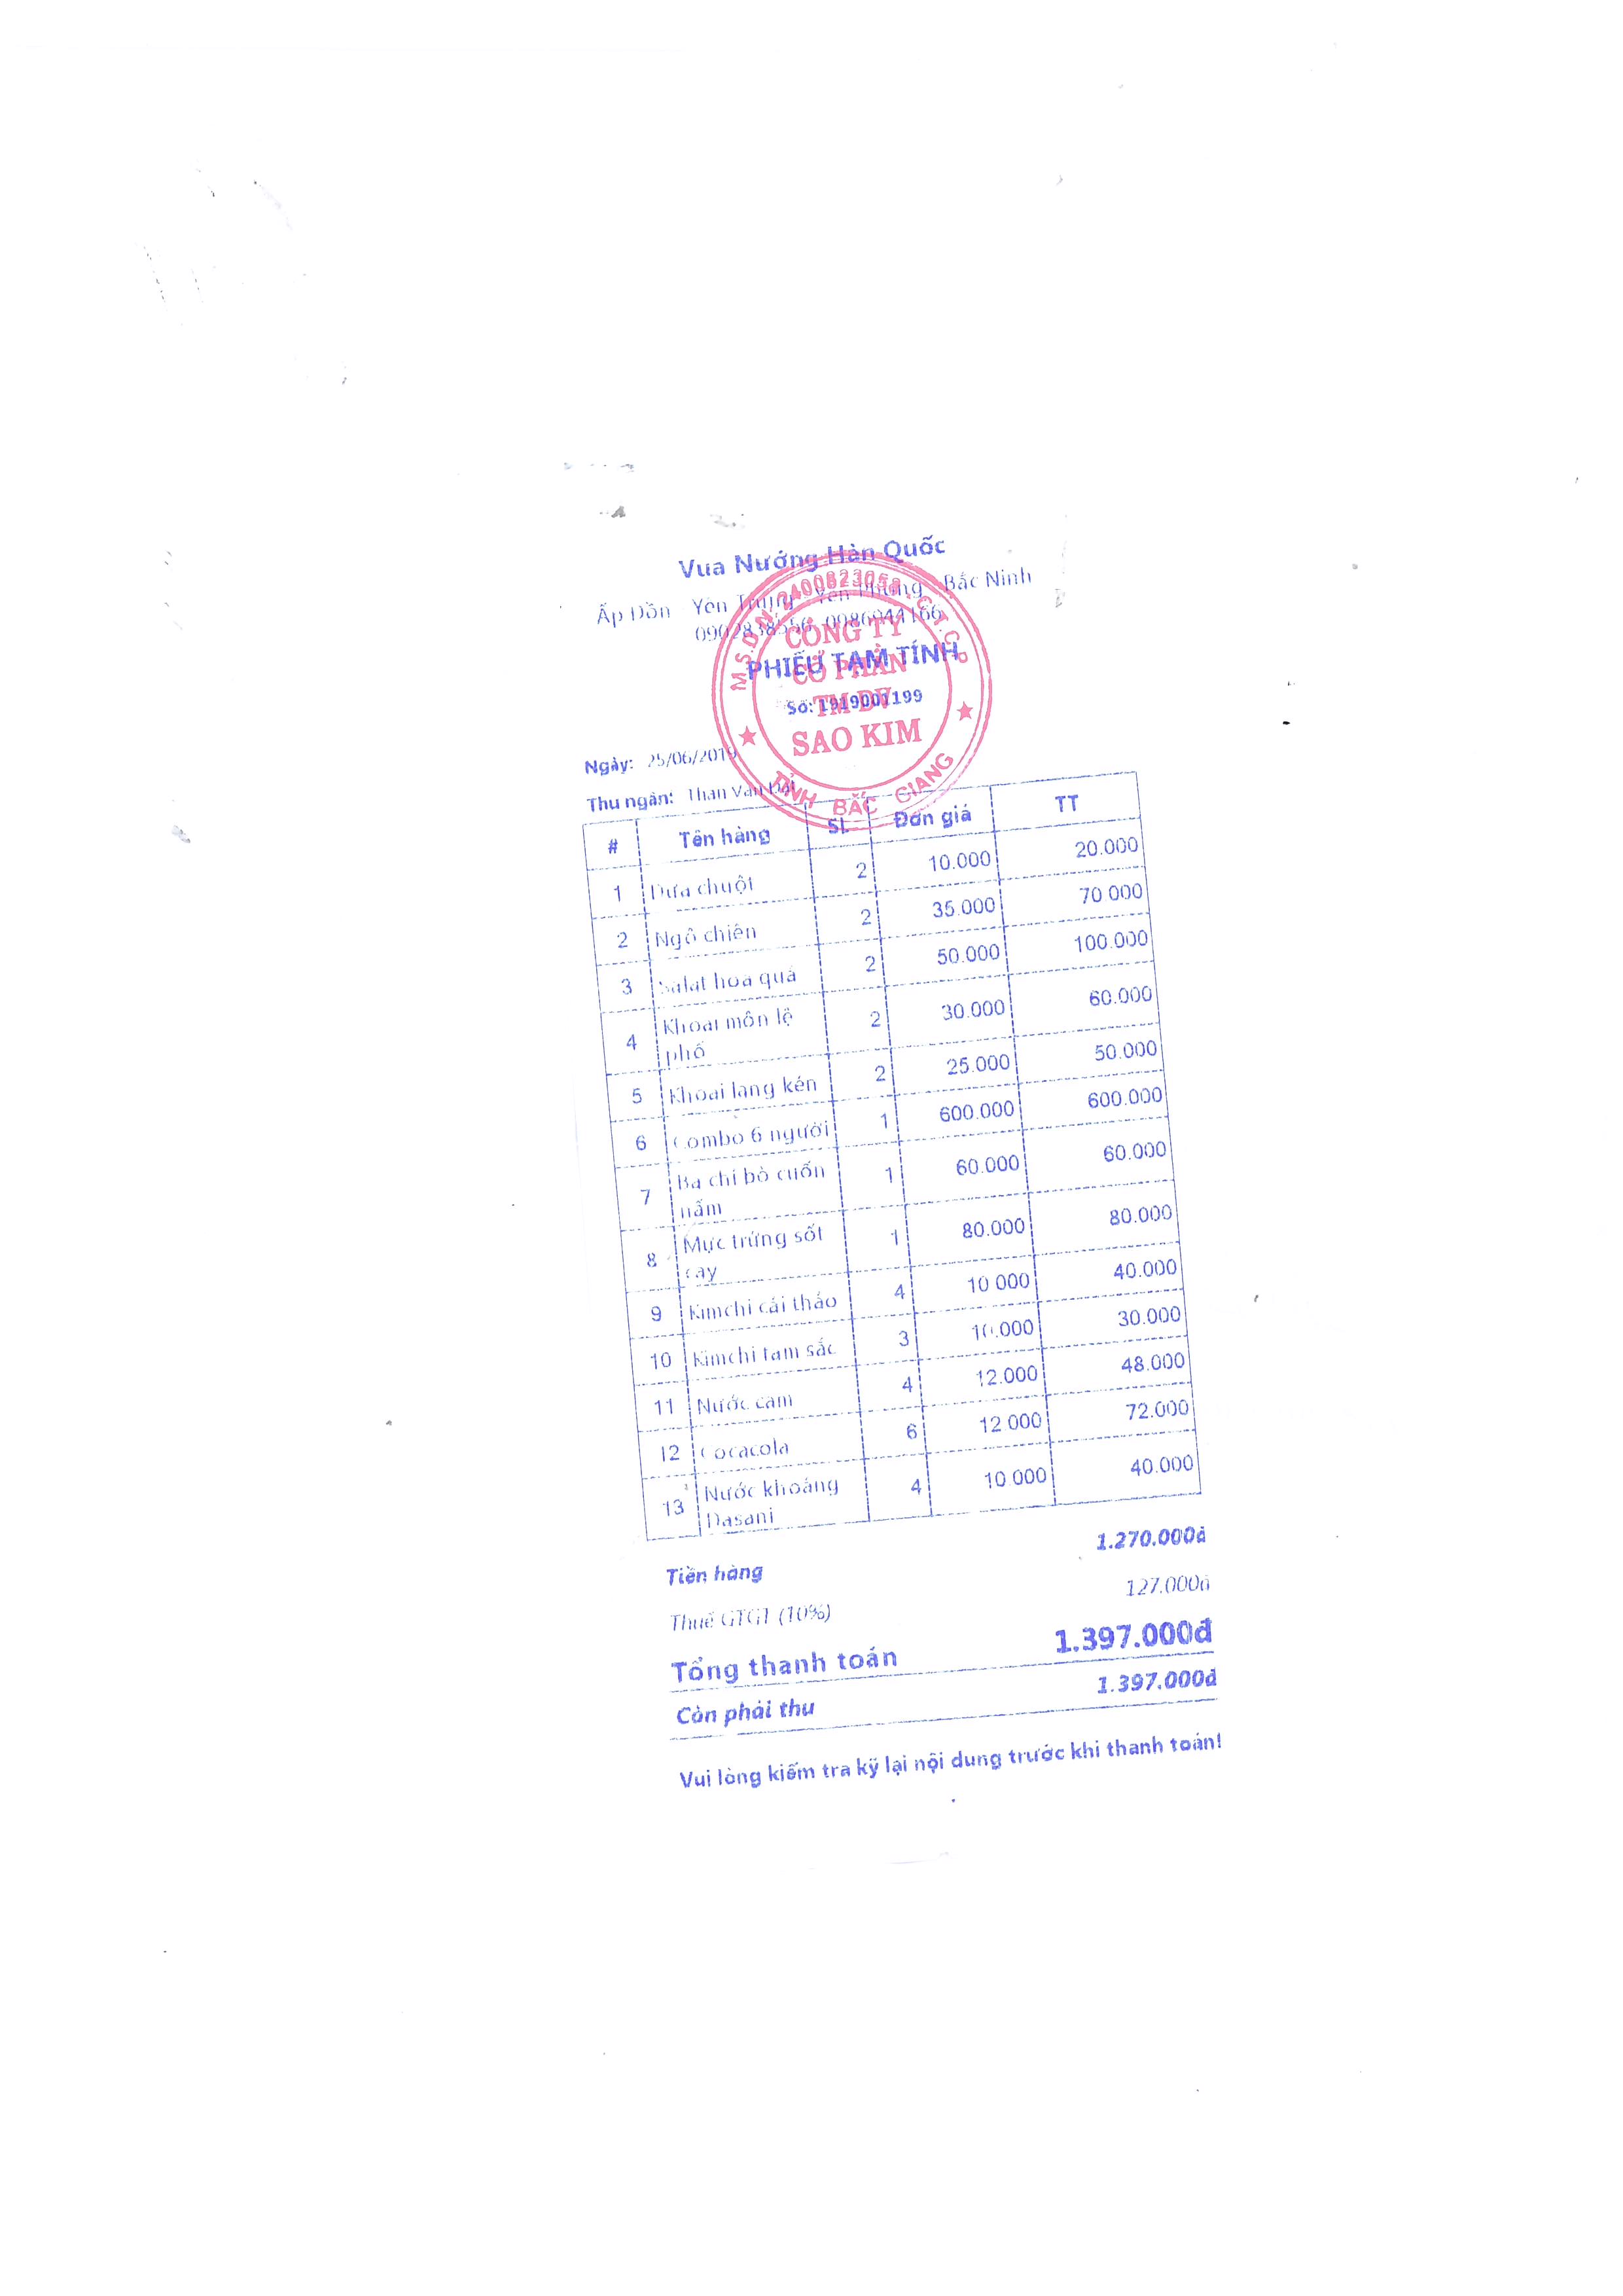 Vua Nướng Hàn Quốc
Ấp Đồn - Yên Trung - Yên Phong - Bắc Ninh
PHIẾU TẠM TÍNH
Số: 1919001199
CÔNG TY
CỔ PHẦN
TM DV
SAO KIM
TỈNH BẮC GIANG
Ngày: 25/06/2019
Thu ngân: Thân Văn
# Tên hàng SL Đơn giá TT
1 Dưa chuột 2 10.000 20.000
2 Ngô chiên 2 35.000 70.000
3 Salat hoa quả 2 50.000 100.000
4 Khoai môn lệ 2 30.000 60.000
phố
5 Khoai lang kén 2 25.000 50.000
6 Combo 6 người 1 600.000 600.000
7 Ba chỉ bò cuốn 1 60.000 60.000
nấm
8 Mực trứng sốt 1 80.000 80.000
cay
9 Kimchi cải thảo 4 10.000 40.000
10 Kimchi tam sắc 3 10.000 30.000
11 Nước cam 4 12.000 48.000
12 Cocacola 6 12.000 72.000
13 Nước khoáng 4 10.000 40.000
Dasani
Tiền hàng 1.270.000đ
Thuế GTGT (10%) 127.000đ
Tổng thanh toán 1.397.000đ
Còn phải thu 1.397.000đ
Vui lòng kiểm tra kỹ lại nội dung trước khi thanh toán!